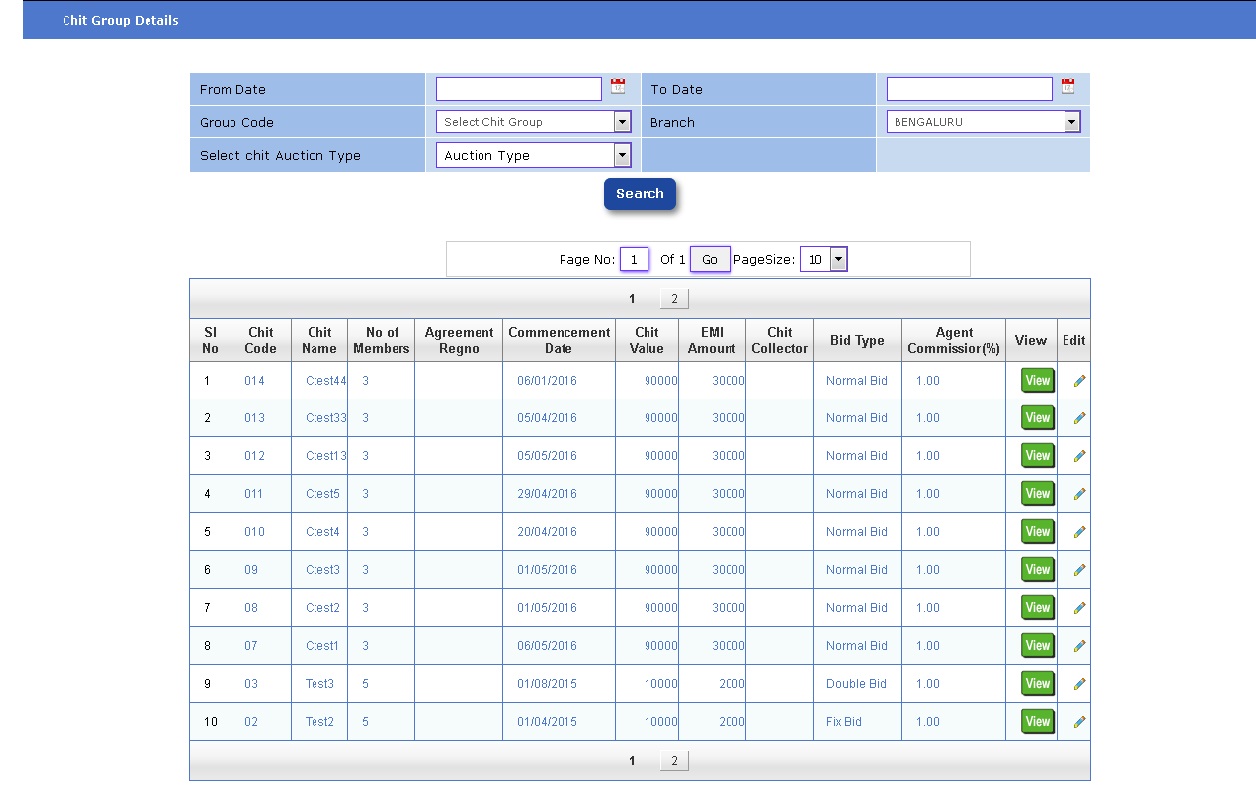 Chit Group Details
From Date To Date
Group Code Select Chit Group Branch BENGALURU
Select chit Auction Type Auction Type
Search
Page No: 1 Of 1 Go PageSize: 10
1 2
Sl No Chit Code Chit Name No of Members Agreement Regno Commencement Date Chit Value EMI Amount Chit Collector Bid Type Agent Commission(%) View Edit
1 014 Ctest44 3 06/01/2016 90000 30000 Normal Bid 1.00 View
2 013 Ctest33 3 05/04/2016 90000 30000 Normal Bid 1.00 View
3 012 Ctest13 3 05/05/2016 90000 30000 Normal Bid 1.00 View
4 011 Ctest5 3 29/04/2016 90000 30000 Normal Bid 1.00 View
5 010 Ctest4 3 20/04/2016 90000 30000 Normal Bid 1.00 View
6 09 Ctest3 3 01/05/2016 90000 30000 Normal Bid 1.00 View
7 08 Ctest2 3 01/05/2016 90000 30000 Normal Bid 1.00 View
8 07 Ctest1 3 06/05/2016 90000 30000 Normal Bid 1.00 View
9 03 Test3 5 01/08/2015 10000 2000 Double Bid 1.00 View
10 02 Test2 5 01/04/2015 10000 2000 Fix Bid 1.00 View
1 2